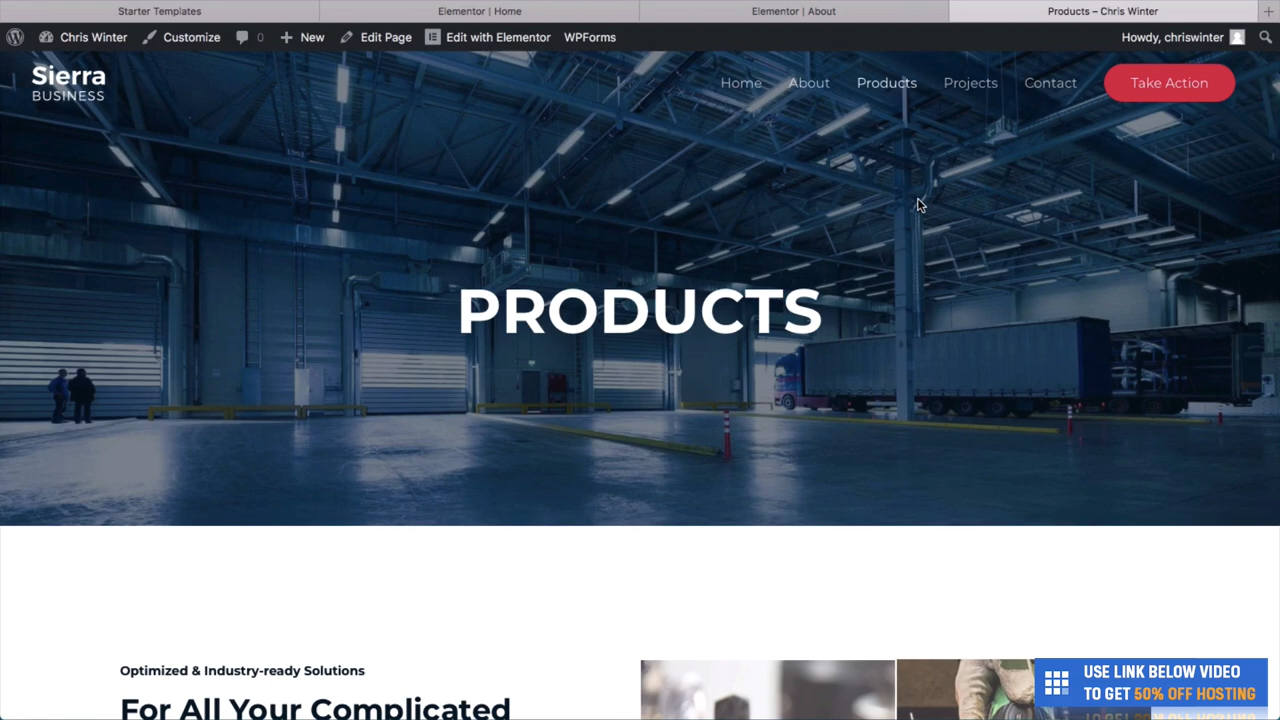 Starter Templates
Elementor | Home
Elementor | About
Products – Chris Winter
Chris Winter
Customize
0
New
Edit Page
Edit with Elementor
WPForms
Howdy, chriswinter
Sierra
BUSINESS
Home
About
Products
Projects
Contact
Take Action
PRODUCTS
Optimized & Industry-ready Solutions
For All Your Complicated
USE LINK BELOW VIDEO
TO GET 50% OFF HOSTING